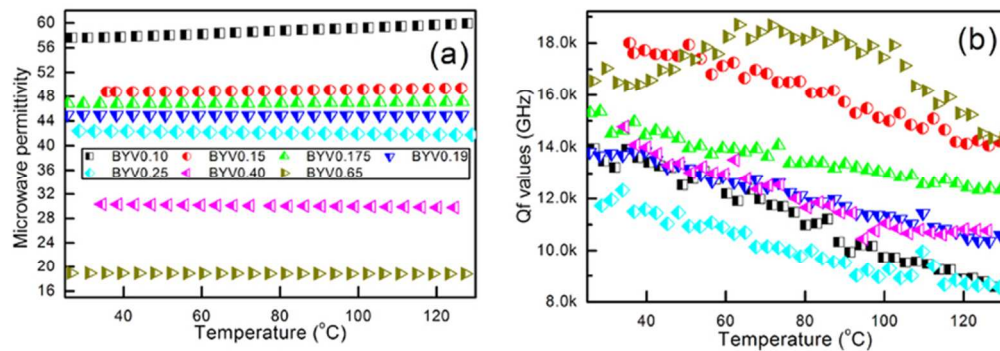 (a)
Microwave permittivity
60
56
52
48
44
40
36
32
28
24
20
16
BYV0.10 BYV0.15 BYV0.175 BYV0.19
BYV0.25 BYV0.40 BYV0.65
40 60 80 100 120
Temperature (°C)
(b)
Qf values (GHz)
18.0k
16.0k
14.0k
12.0k
10.0k
8.0k
40 60 80 100 120
Temperature (°C)